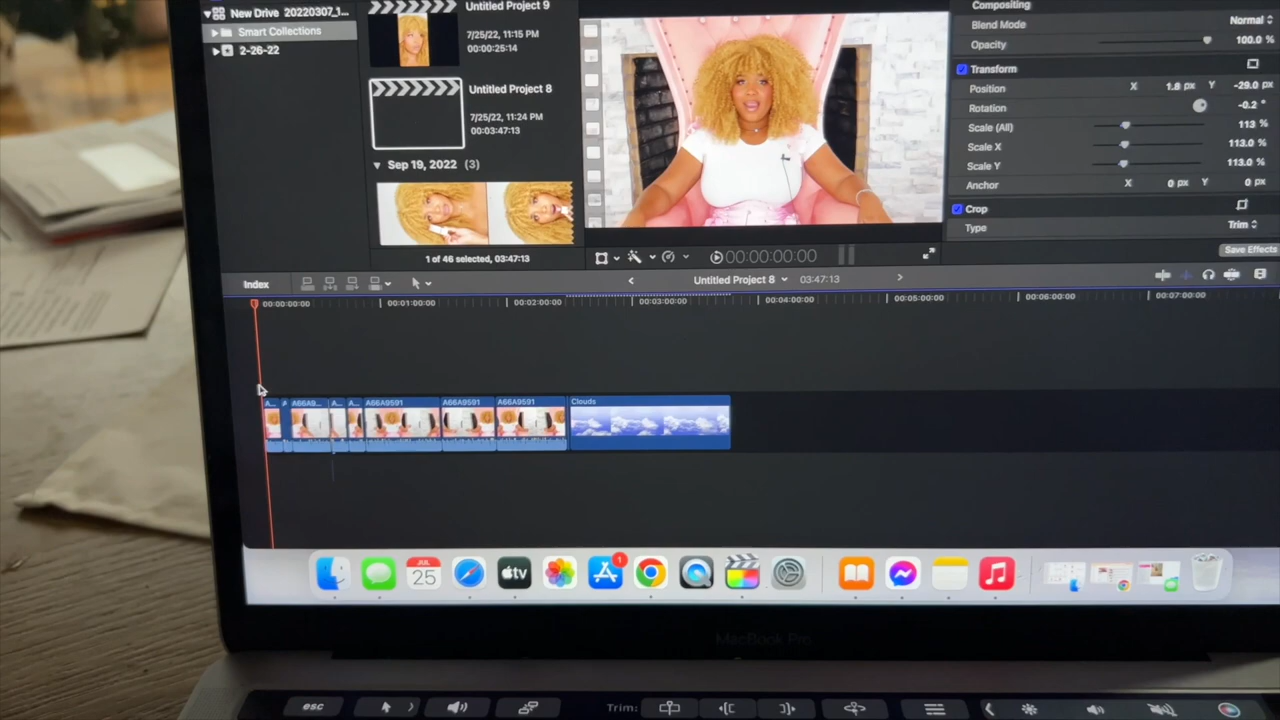 New Drive 20220307_1...
Smart Collections
2-26-22
Untitled Project 9
7/25/22, 11:15 PM
00:00:25:14
Untitled Project 8
7/25/22, 11:24 PM
00:03:47:13
Sep 19, 2022 (3)
1 of 46 selected, 03:47:13
00:00:00:00
Compositing
Blend Mode Normal
Opacity 100.0 %
Transform
Position X 1.8 px Y -29.0 px
Rotation -0.2 °
Scale (All) 113 %
Scale X 113.0 %
Scale Y 113.0 %
Anchor X 0 px Y 0 px
Crop
Type Trim
Save Effects
Index
Untitled Project 8 03:47:13
00:00:00:00 00:01:00:00 00:02:00:00 00:03:00:00 00:04:00:00 00:05:00:00 00:06:00:00 00:07:00:00
A... A A66A9... A... A... A66A9591 A66A9591 A66A9591 Clouds
JUL
25
tv
1
MacBook Pro
esc
Trim: